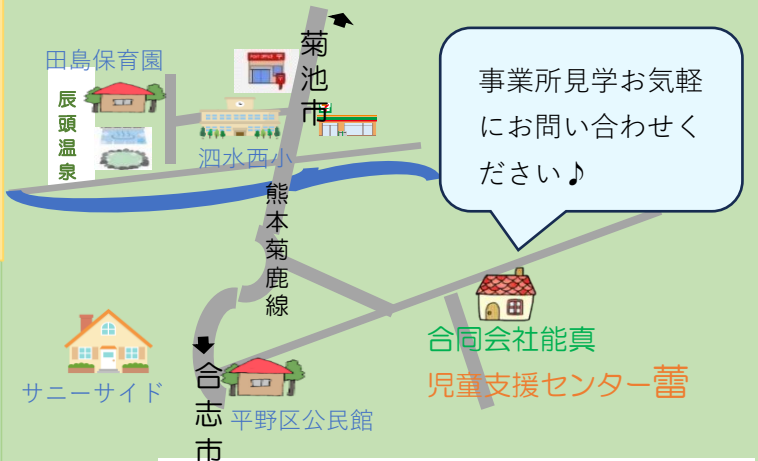 菊池市
田島保育園
辰頭温泉
泗水西小
熊本菊鹿線
事業所見学お気軽
にお問い合わせく
ださい♪
合同会社能真
児童支援センター蕾
サニーサイド
合志市
平野区公民館